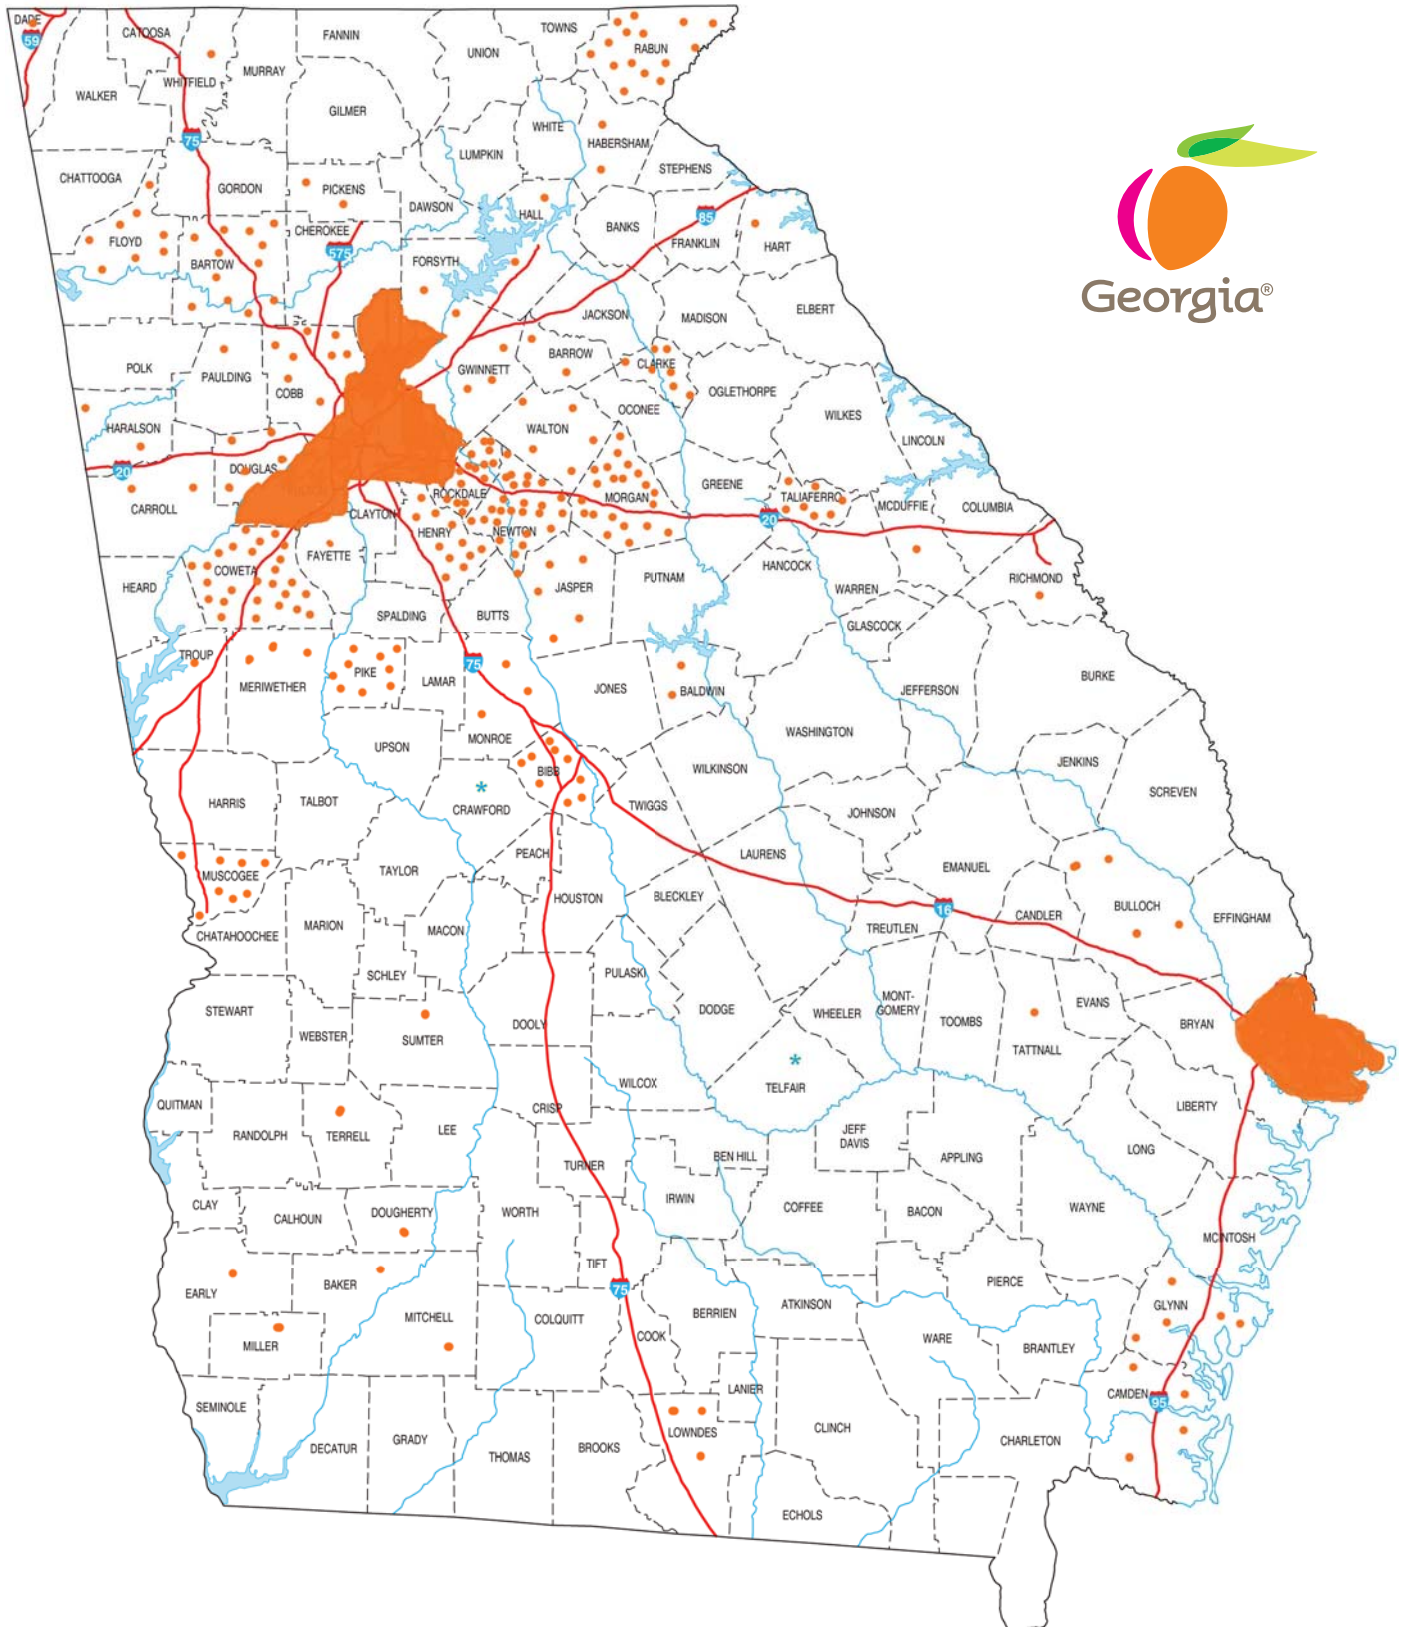 DADE
59
CATOOSA
FANNIN
TOWNS
UNION
RABUN
WHITFIELD
MURRAY
WALKER
GILMER
WHITE
75
HABERSHAM
LUMPKIN
STEPHENS
CHATTOOGA
GORDON
PICKENS
DAWSON
HALL
85
BANKS
CHEROKEE
FLOYD
FRANKLIN
HART
575
BARTOW
FORSYTH
Georgia®
JACKSON
MADISON
ELBERT
BARROW
CLARKE
POLK
PAULDING
GWINNETT
COBB
OGLETHORPE
OCONEE
WILKES
HARALSON
WALTON
LINCOLN
20
DOUGLAS
GREENE
ROCKDALE
MORGAN
TALIAFERRO
MCDUFFIE
COLUMBIA
CARROLL
CLAYTON
20
HENRY
NEWTON
FAYETTE
HANCOCK
COWETA
PUTNAM
RICHMOND
HEARD
JASPER
WARREN
SPALDING
BUTTS
GLASCOCK
TROUP
75
PIKE
BURKE
MERIWETHER
LAMAR
JONES
BALDWIN
JEFFERSON
WASHINGTON
MONROE
UPSON
JENKINS
BIBB
WILKINSON
*
SCREVEN
HARRIS
TALBOT
CRAWFORD
TWIGGS
JOHNSON
PEACH
LAURENS
EMANUEL
TAYLOR
MUSCOGEE
HOUSTON
BLECKLEY
BULLOCH
16
CANDLER
EFFINGHAM
MARION
MACON
TREUTLEN
CHATAHOOCHEE
SCHLEY
PULASKI
MONT-
GOMERY
EVANS
STEWART
DODGE
WHEELER
TOOMBS
BRYAN
DOOLY
WEBSTER
SUMTER
TATTNALL
*
WILCOX
TELFAIR
QUITMAN
CRISP
LIBERTY
RANDOLPH
TERRELL
LEE
JEFF
DAVIS
LONG
BEN HILL
APPLING
TURNER
CLAY
IRWIN
COFFEE
WAYNE
CALHOUN
DOUGHERTY
WORTH
BACON
MCINTOSH
TIFT
EARLY
BAKER
75
PIERCE
ATKINSON
GLYNN
MITCHELL
COLQUITT
BERRIEN
COOK
WARE
MILLER
BRANTLEY
LANIER
CAMDEN
95
SEMINOLE
CLINCH
LOWNDES
GRADY
CHARLETON
DECATUR
BROOKS
THOMAS
ECHOLS